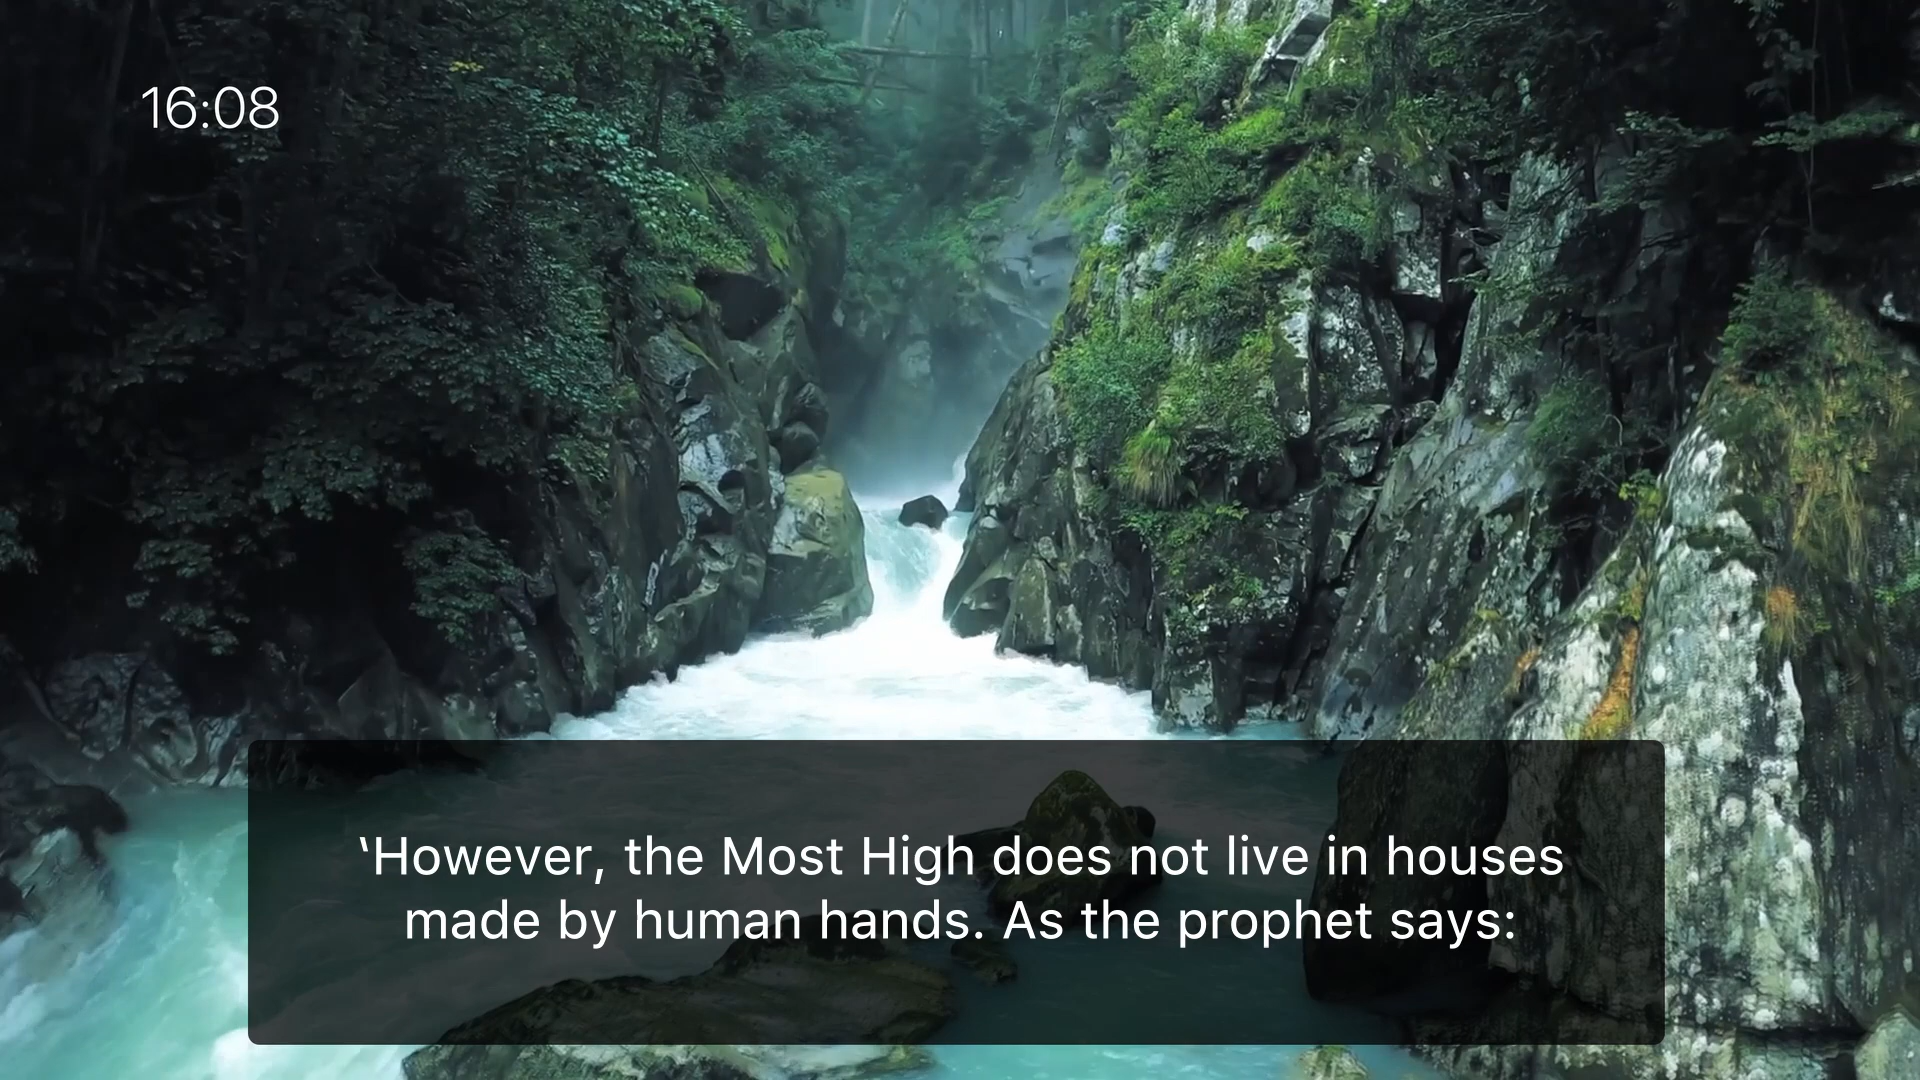 16:08
‘However, the Most High does not live in houses
made by human hands. As the prophet says: